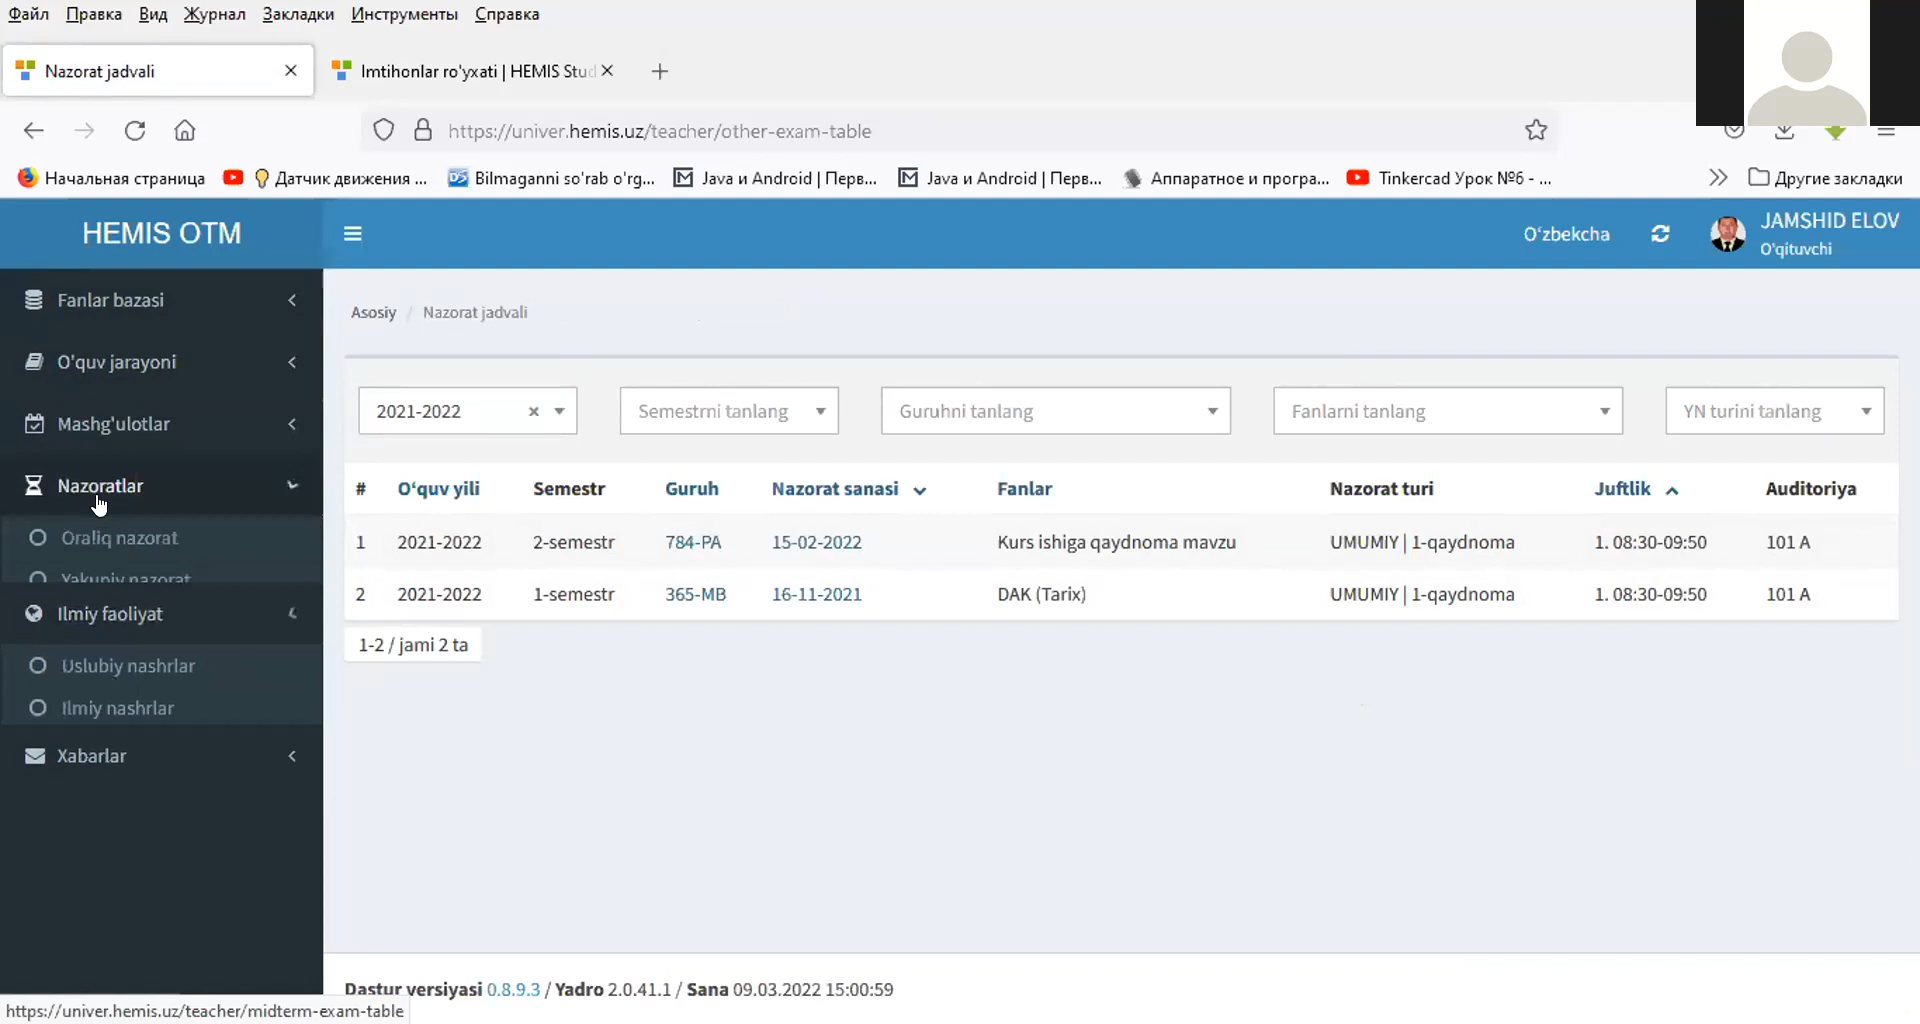 Файл Правка Вид Журнал Закладки Инструменты Справка
Nazorat jadvali
Imtihonlar ro'yxati | HEMIS Stud
https://univer.hemis.uz/teacher/other-exam-table
Начальная страница
Датчик движения ...
Bilmaganni so'rab o'rg...
Java и Android | Перв...
Java и Android | Перв...
Аппаратное и програ...
Tinkercad Урок №6 - ...
Другие закладки
HEMIS OTM
O‘zbekcha
JAMSHID ELOV
O'qituvchi
Fanlar bazasi
O'quv jarayoni
Mashg'ulotlar
Nazoratlar
Oraliq nazorat
Yakuniy nazorat
Ilmiy faoliyat
Uslubiy nashrlar
Ilmiy nashrlar
Xabarlar
Asosiy / Nazorat jadvali
2021-2022 Semestrni tanlang Guruhni tanlang Fanlarni tanlang YN turini tanlang
# O‘quv yili Semestr Guruh Nazorat sanasi Fanlar Nazorat turi Juftlik Auditoriya
1 2021-2022 2-semestr 784-PA 15-02-2022 Kurs ishiga qaydnoma mavzu UMUMIY | 1-qaydnoma 1. 08:30-09:50 101 A
2 2021-2022 1-semestr 365-MB 16-11-2021 DAK (Tarix) UMUMIY | 1-qaydnoma 1. 08:30-09:50 101 A
1-2 / jami 2 ta
Dastur versiyasi 0.8.9.3 / Yadro 2.0.41.1 / Sana 09.03.2022 15:00:59
https://univer.hemis.uz/teacher/midterm-exam-table